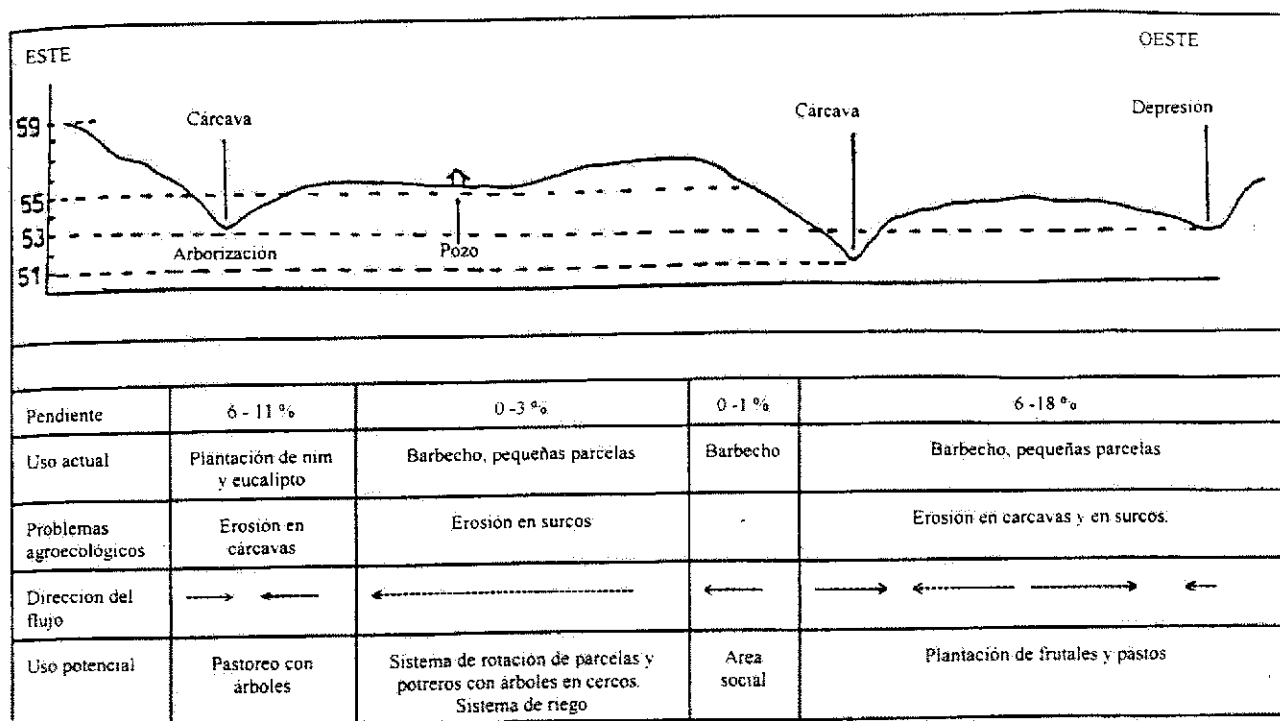 ESTE
OESTE
Cárcava
Cárcava
Depresión
59
55
53
51
Arborización
Pozo
Pendiente
6 - 11 %
0 -3 %
0 -1 %
6 -18 %
Uso actual
Plantación de nim
y eucalipto
Barbecho, pequeñas parcelas
Barbecho
Barbecho, pequeñas parcelas
Problemas
agroecológicos
Erosión en
cárcavas
Erosión en surcos
-
Erosión en carcavas y en surcos.
Direccion del
flujo
Uso potencial
Pastoreo con
árboles
Sistema de rotación de parcelas y
potreros con árboles en cercos.
Sistema de riego
Area
social
Plantación de frutales y pastos